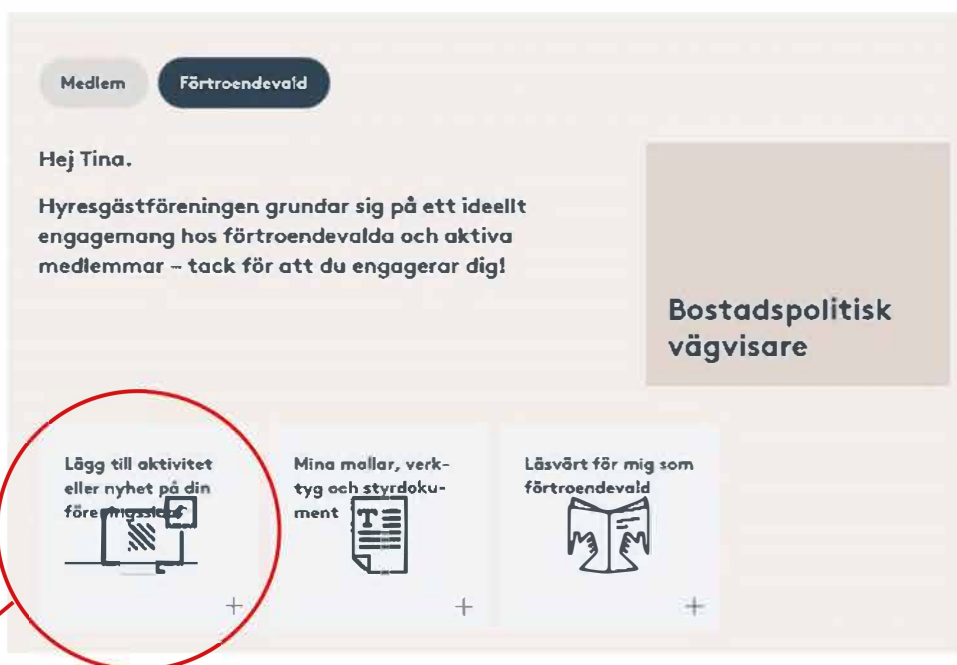 Medlem
Förtroendevald
Hej Tina.
Hyresgästföreningen grundar sig på ett ideellt
engagemang hos förtroendevalda och aktiva
medlemmar – tack för att du engagerar dig!
Bostadspolitisk
vägvisare
Lägg till aktivitet
eller nyhet på din
Mina mallar, verk-
tyg och styrdoku-
ment
Läsvärt för mig som
förtroendevald